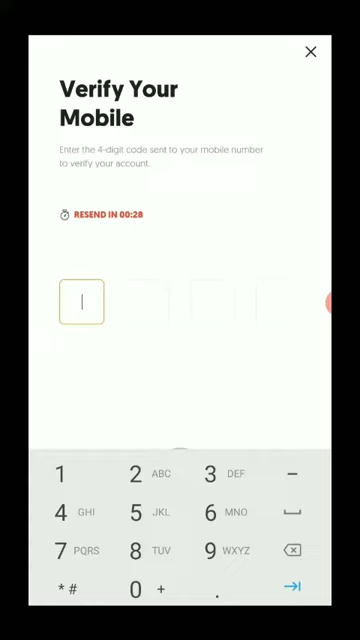 Verify Your
Mobile
Enter the 4-digit code sent to your mobile number
to verify your account.
RESEND IN 00:28
1 2 ABC 3 DEF –
4 GHI 5 JKL 6 MNO
7 PQRS 8 TUV 9 WXYZ
* # 0 + .